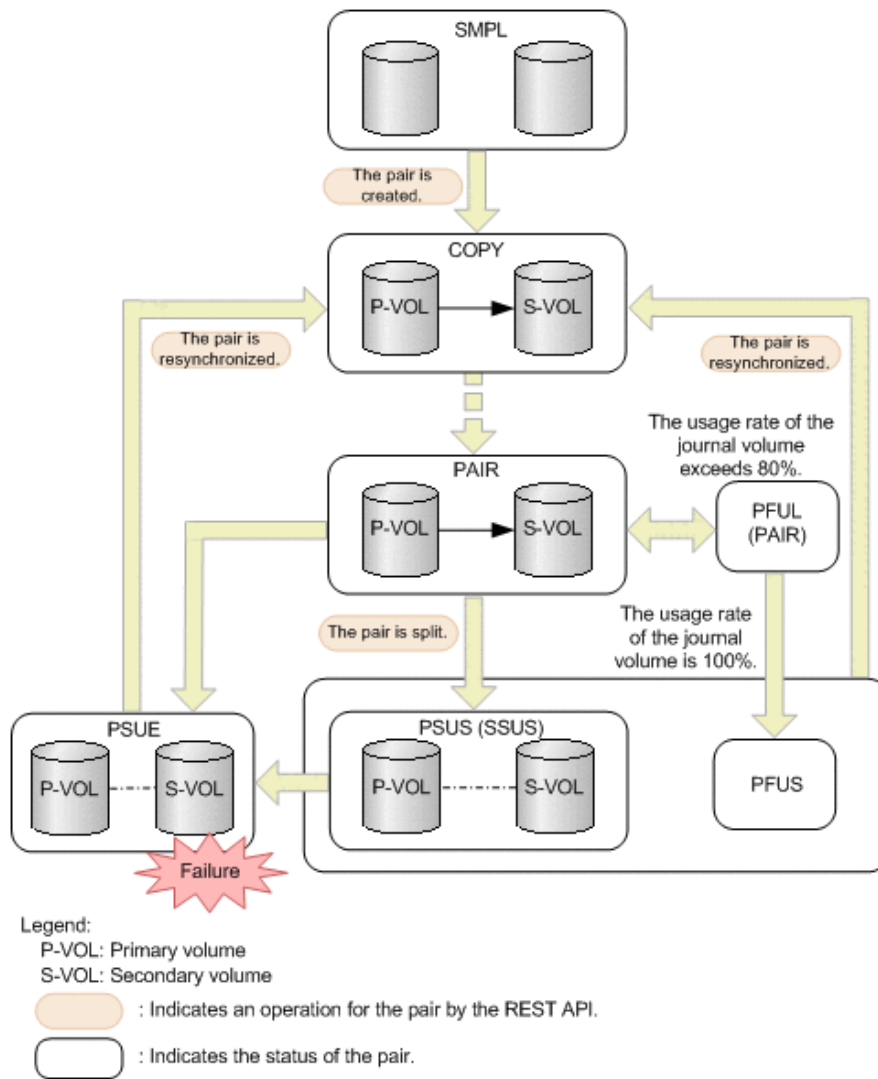 SMPL
The pair is
created.
COPY
P-VOL
S-VOL
The pair is
resynchronized.
The pair is
resynchronized.
The usage rate of the
journal volume
exceeds 80%.
PAIR
P-VOL
S-VOL
PFUL
(PAIR)
The pair is split.
The usage rate
of the journal
volume is 100%.
PSUE
P-VOL
S-VOL
Failure
PSUS (SSUS)
P-VOL
S-VOL
PFUS
Legend:
P-VOL: Primary volume
S-VOL: Secondary volume
: Indicates an operation for the pair by the REST API.
: Indicates the status of the pair.